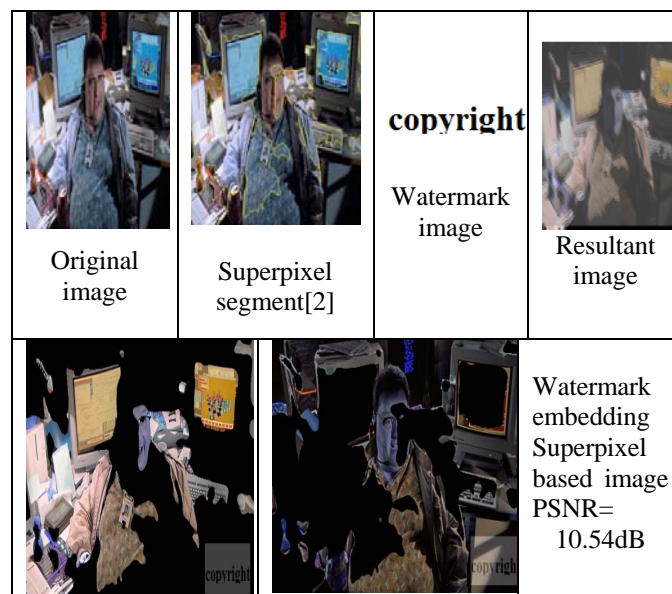 Original
image
Superpixel
segment[2]
copyright
Watermark
image
Resultant
image
copyright
copyright
Watermark
embedding
Superpixel
based image
PSNR=
10.54dB